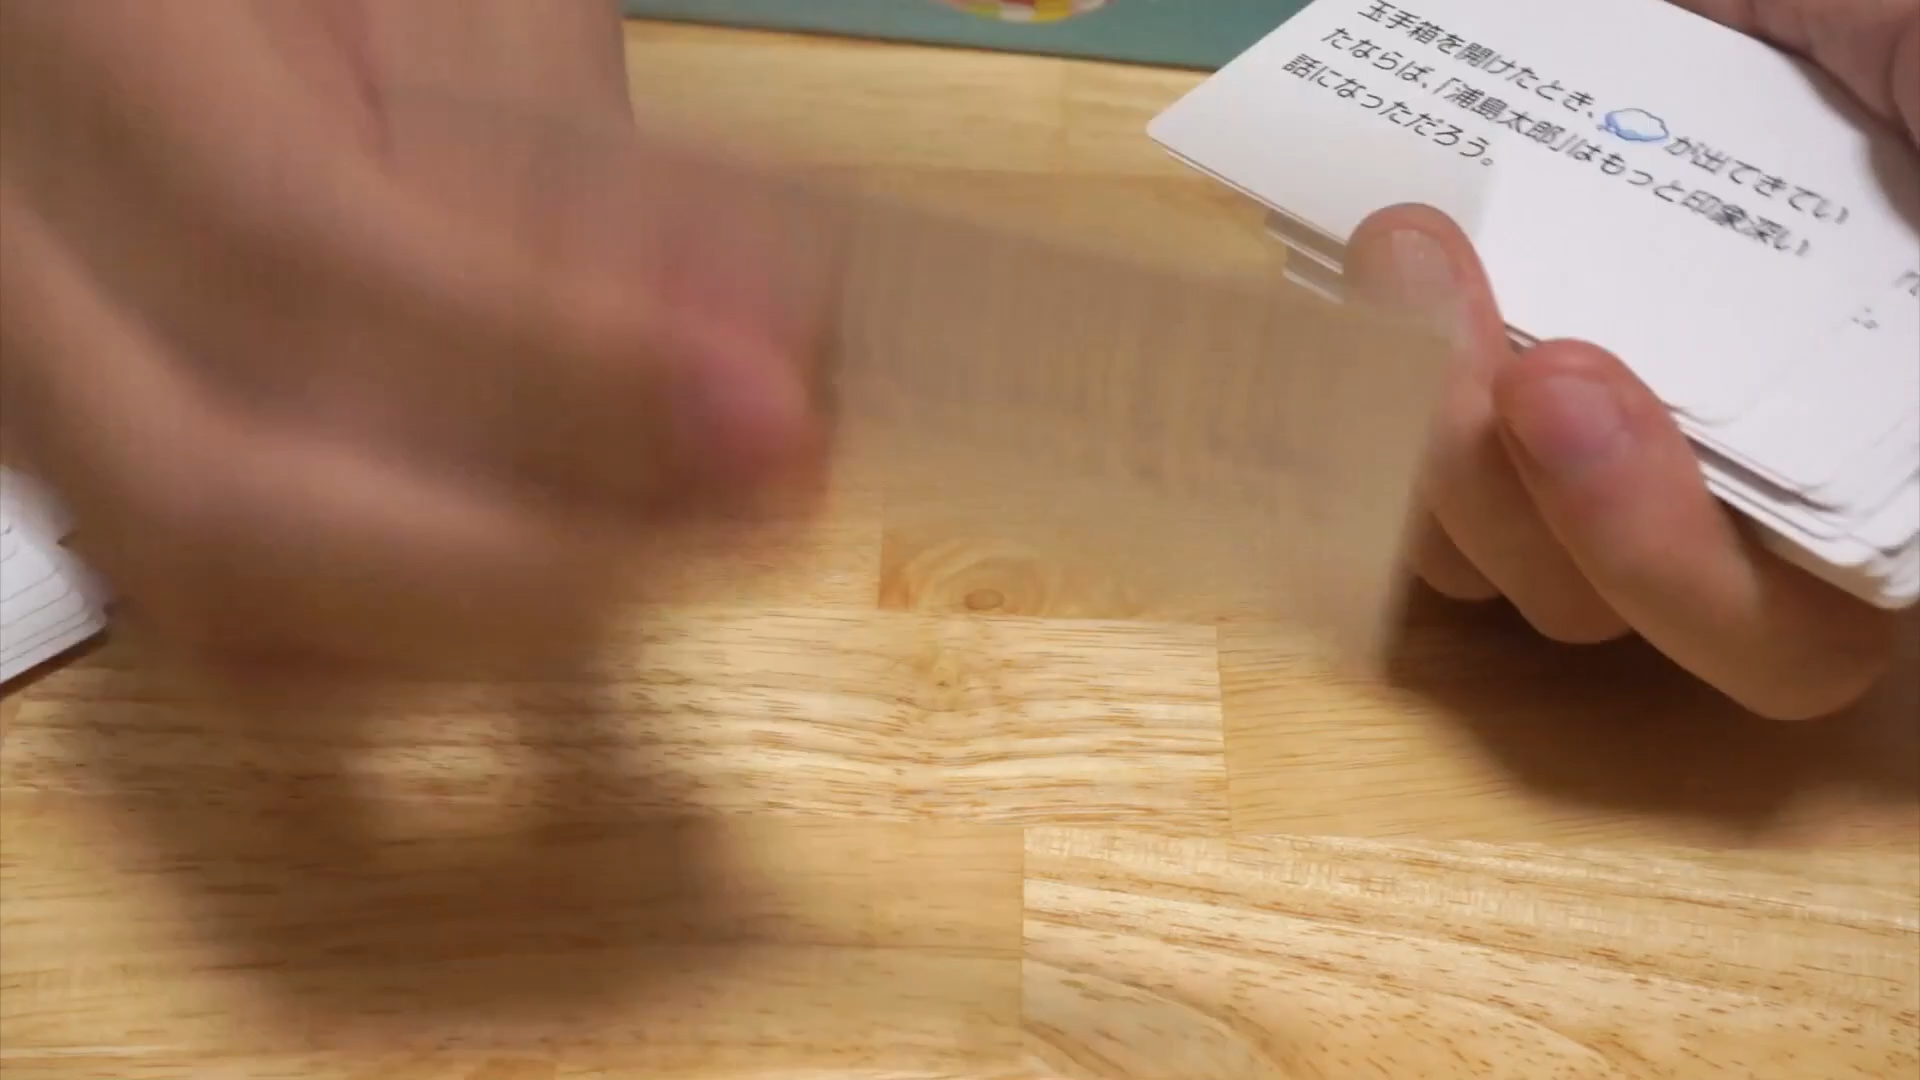 玉手箱を開けたとき、が出てきてい
たならば、「浦島太郎」はもっと印象深い
話になっただろう。